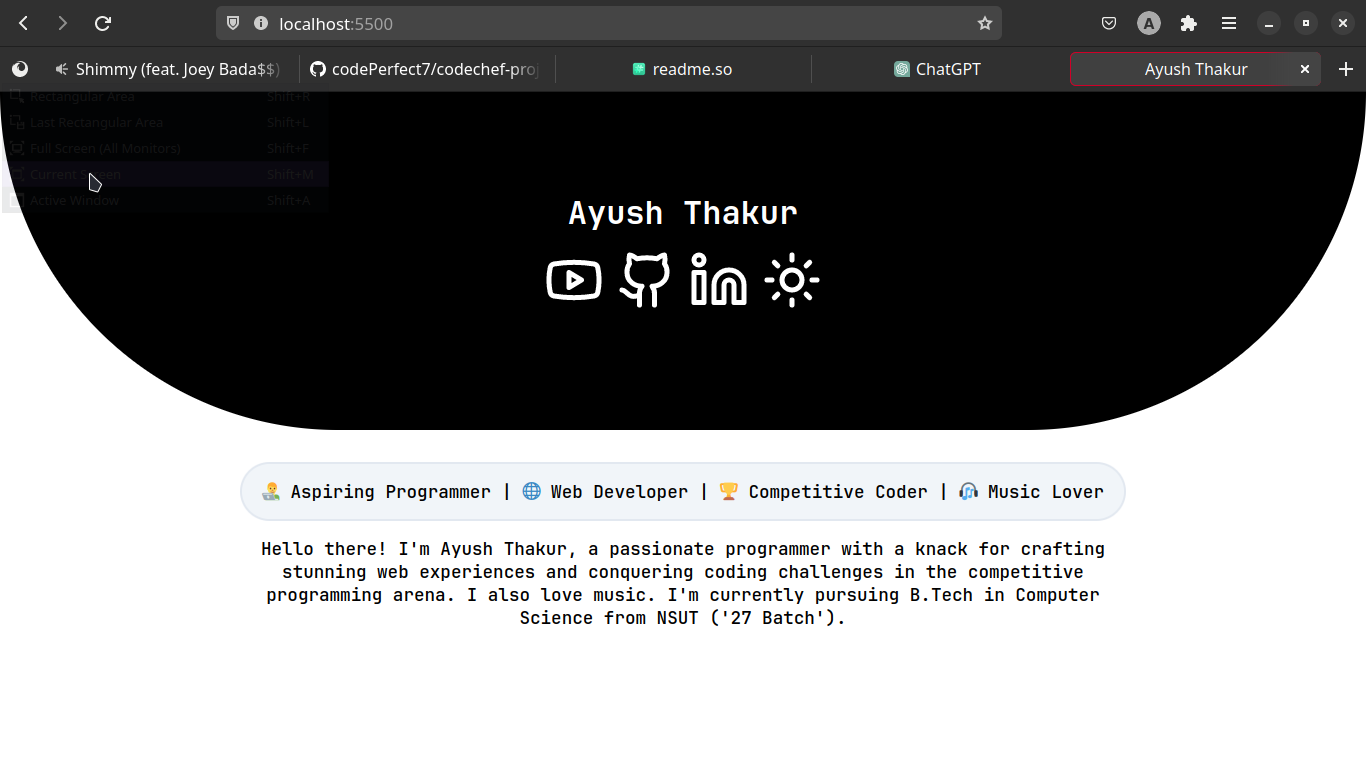 localhost:5500
A
Shimmy (feat. Joey Bada$$)
codePerfect7/codechef-proj
readme.so
ChatGPT
Ayush Thakur
Rectangular Area Shift+R
Last Rectangular Area Shift+L
Full Screen (All Monitors) Shift+F
Current Screen Shift+M
Active Window Shift+A
Ayush Thakur
Aspiring Programmer | Web Developer | Competitive Coder | Music Lover
Hello there! I'm Ayush Thakur, a passionate programmer with a knack for crafting
stunning web experiences and conquering coding challenges in the competitive
programming arena. I also love music. I'm currently pursuing B.Tech in Computer
Science from NSUT ('27 Batch').